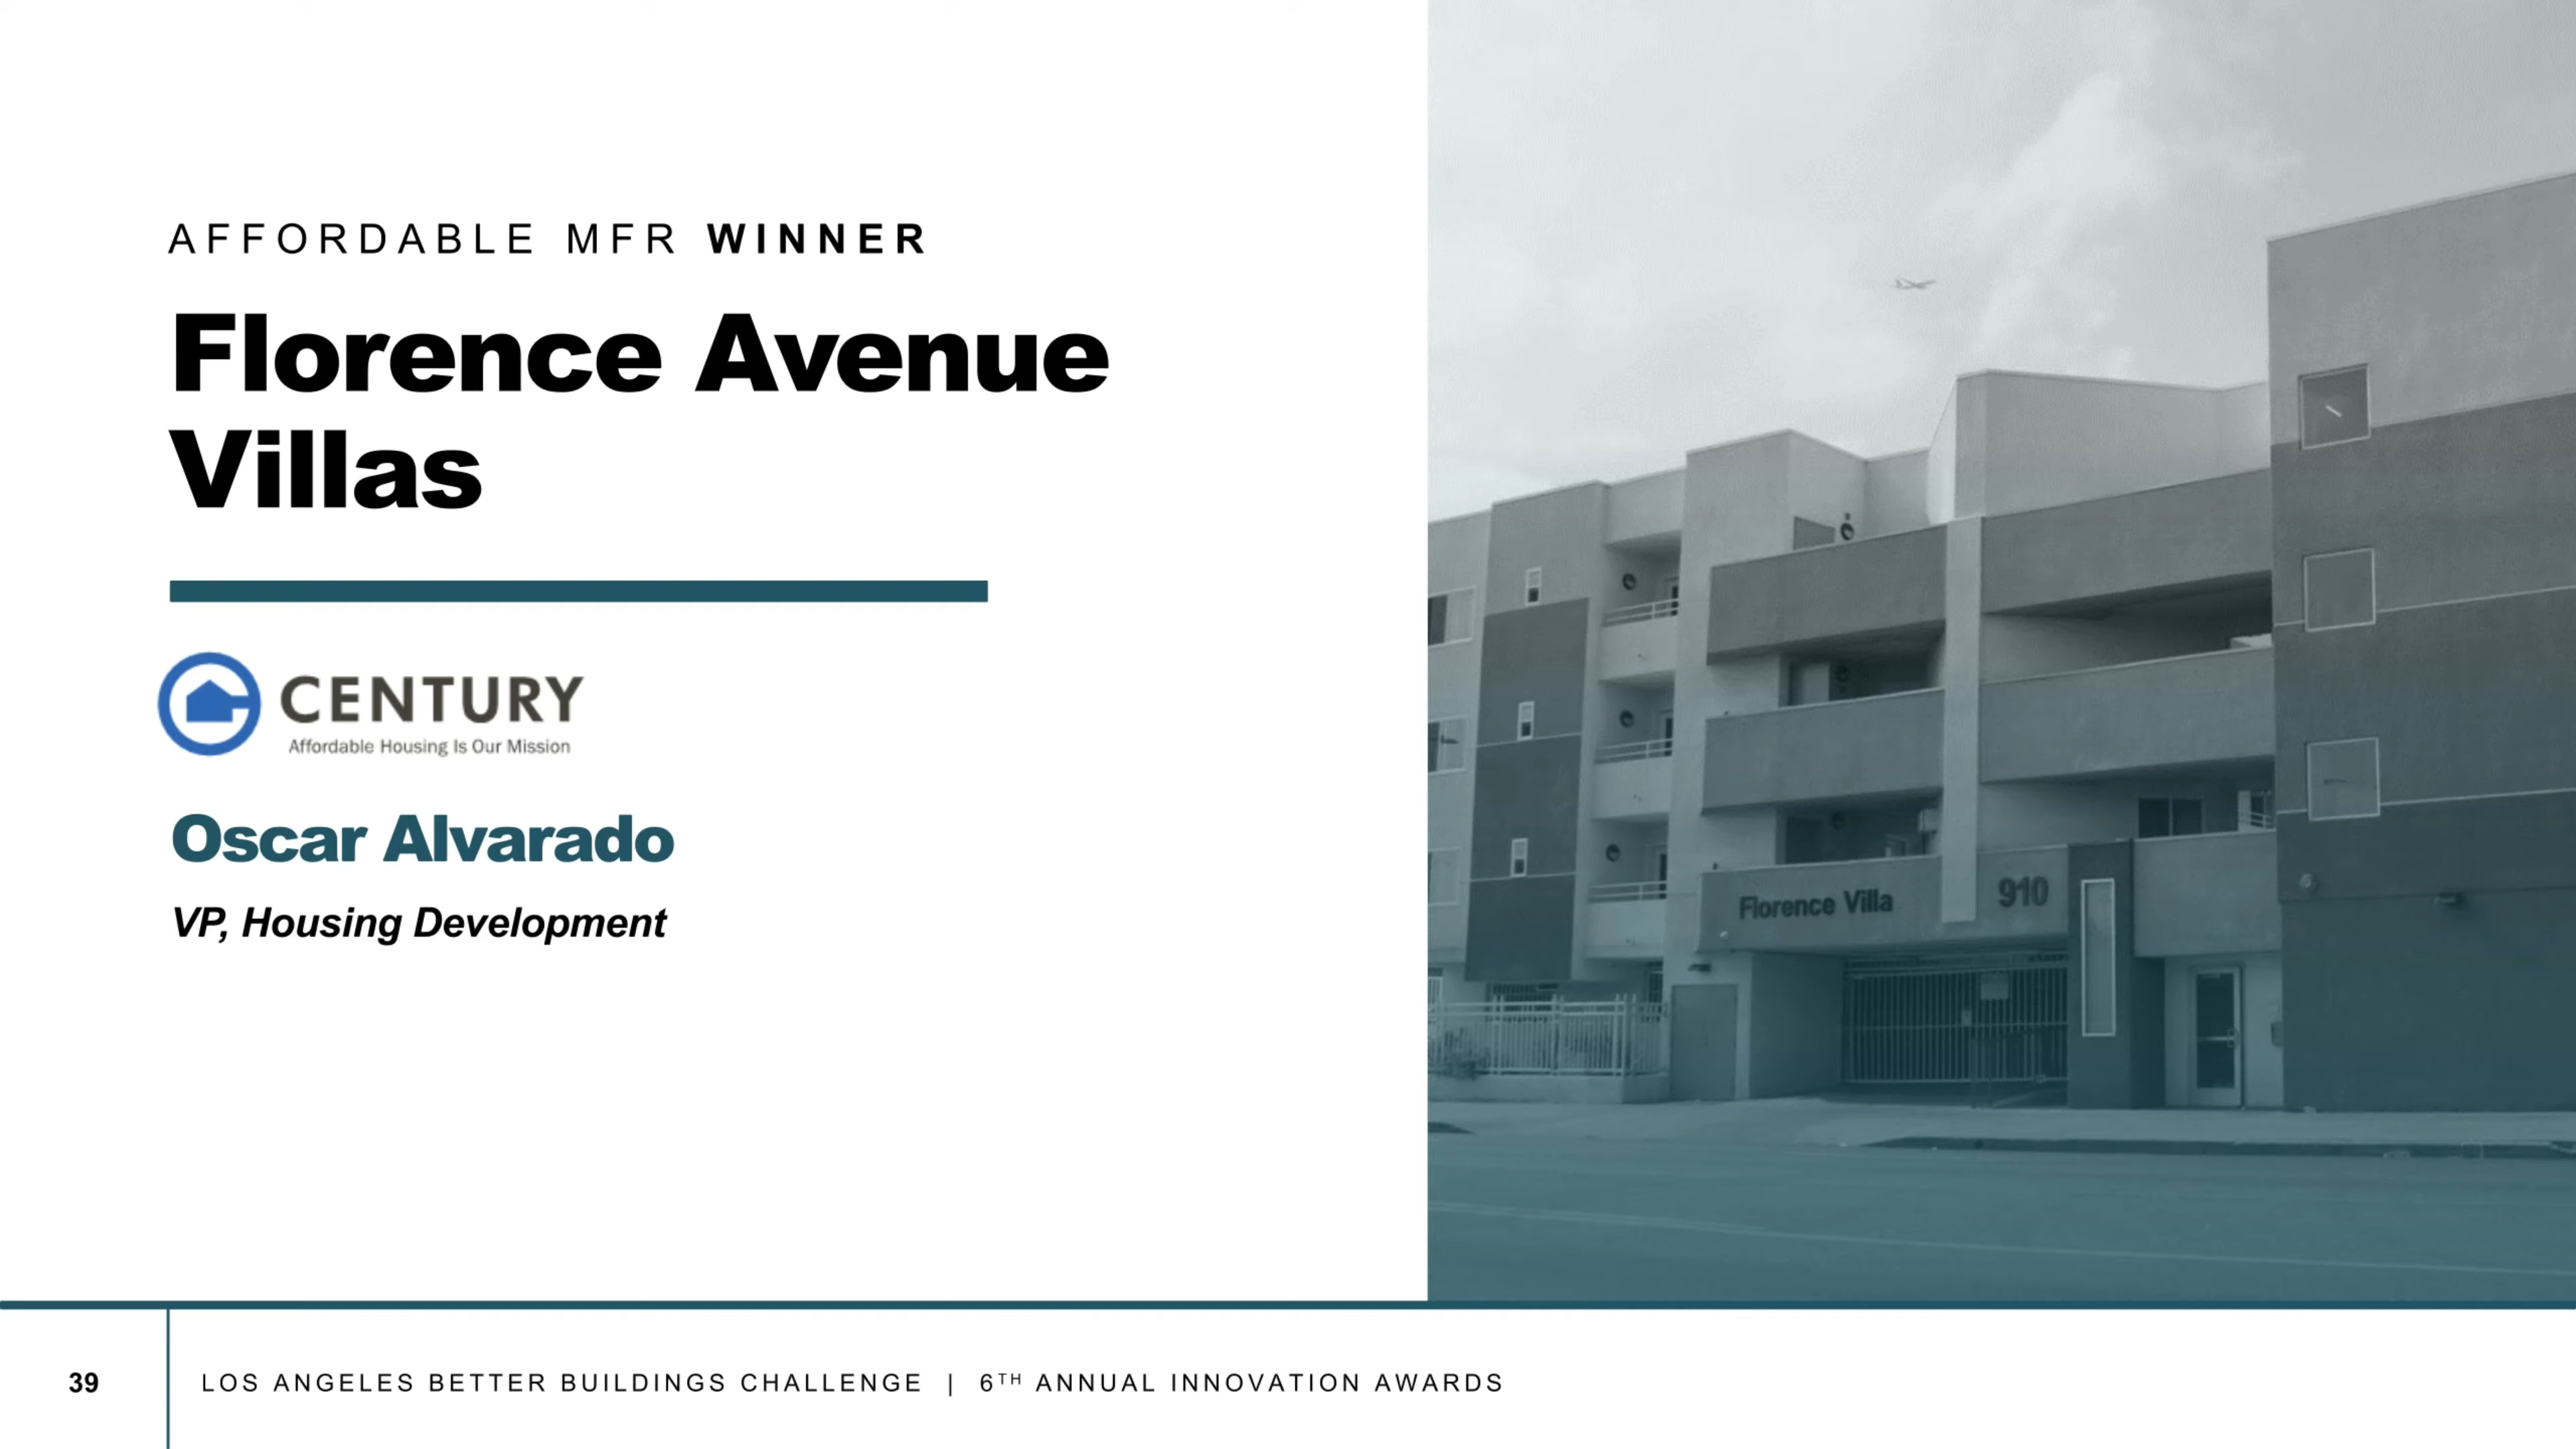 AFFORDABLE MFR WINNER
Florence Avenue
Villas
CENTURY
Affordable Housing Is Our Mission
Oscar Alvarado
VP, Housing Development
Florence Villa
910
39
LOS ANGELES BETTER BUILDINGS CHALLENGE | 6TH ANNUAL INNOVATION AWARDS